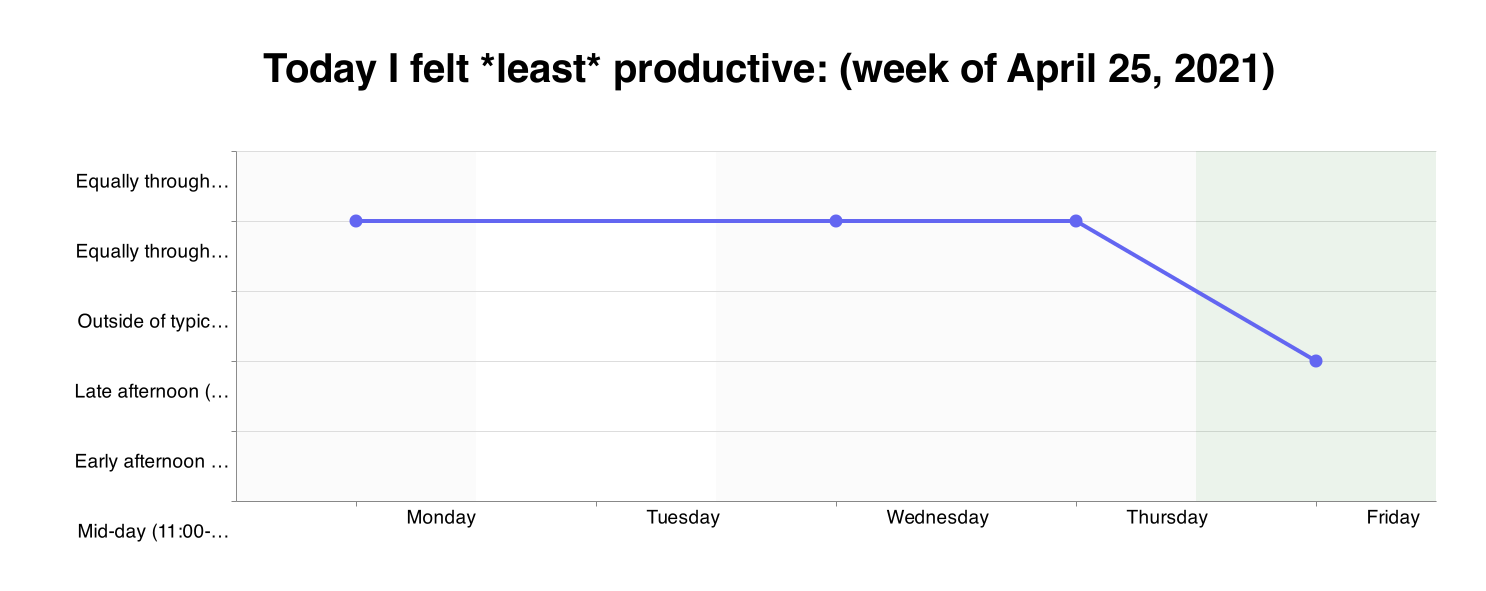 Today I felt *least* productive: (week of April 25, 2021)
Equally through…
Equally through…
Outside of typic…
Late afternoon (…
Early afternoon …
Mid-day (11:00-…
Monday
Tuesday
Wednesday
Thursday
Friday